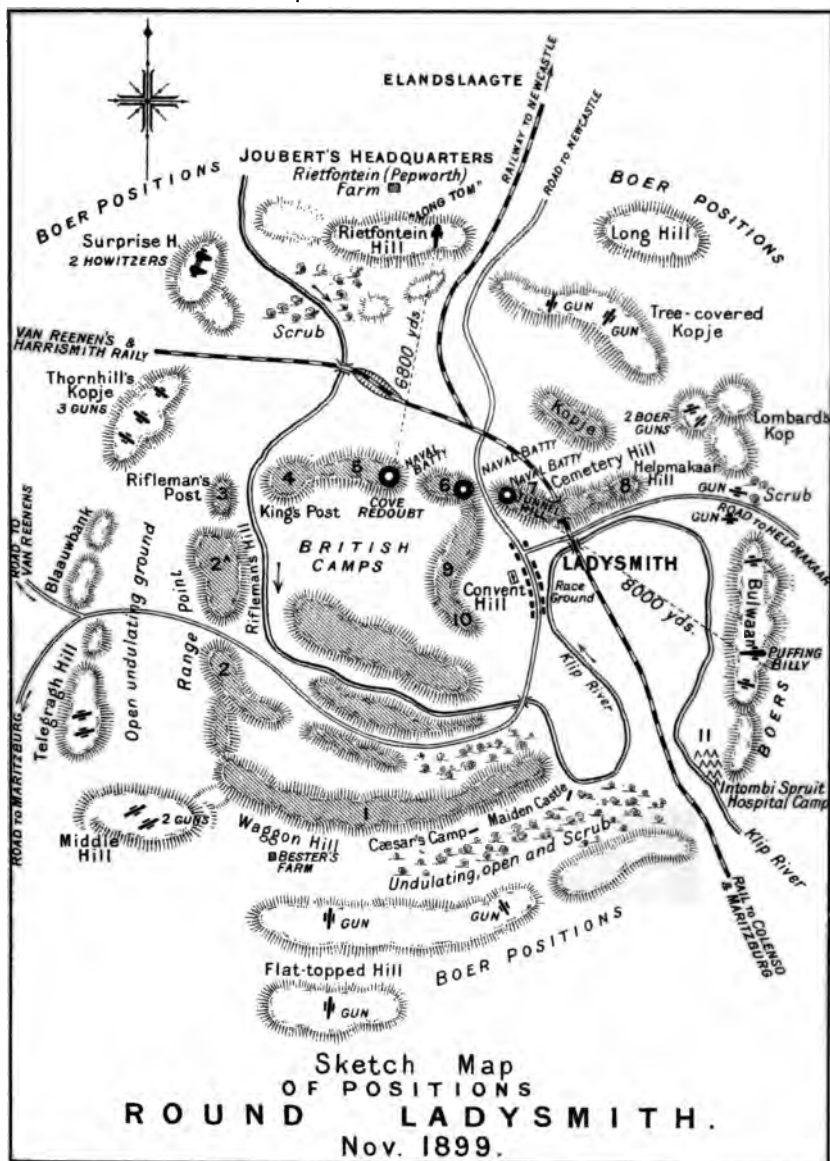 ELANDSLAAGTE
RAILWAY TO NEWCASTLE
ROAD TO NEWCASTLE
JOUBERT'S HEADQUARTERS
Rietfontein (Pepworth)
Farm
"LONG TOM"
BOER POSITIONS
BOER POSITIONS
Surprise H.
2 HOWITZERS
Rietfontein
Hill
Long Hill
Scrub
GUN
GUN
Tree-covered
Kopje
6800 yds.
VAN REENEN'S &
HARRISMITH RAILY
Thornhill's
Kopje
3 GUNS
Kopje
2 BOER
GUNS
Lombard's
Kop
Rifleman's
Post
3
4
5
King's Post
NAVAL
BATTY
COVE
REDOUBT
6
NAVAL BATTY
NAVAL BATTY
7
Cemetery Hill
8
Helpmakaar
Hill
GUN
Scrub
GUN
ROAD TO HELPMAKAAR
ROAD TO
VAN REENENS
Blaauwbank
Open undulating ground
2A
Point
Rifleman's Hill
BRITISH
CAMPS
9
10
Convent
Hill
LADYSMITH
Race
Ground
8000 yds.
Bulwaan
PUFFING
BILLY
BOERS
Klip River
Telegragh Hill
Range
2
ROAD TO MARITZBURG
11
Intombi Spruit
Hospital Camp
Middle
Hill
2 GUNS
1
Waggon Hill
BESTER'S
FARM
Cæsar's Camp
Maiden Castle
Undulating, open and Scrub
Klip River
RAIL TO COLENSO
& MARITZBURG
GUN
GUN
BOER POSITIONS
Flat-topped Hill
GUN
Sketch Map
OF POSITIONS
ROUND LADYSMITH.
Nov. 1899.